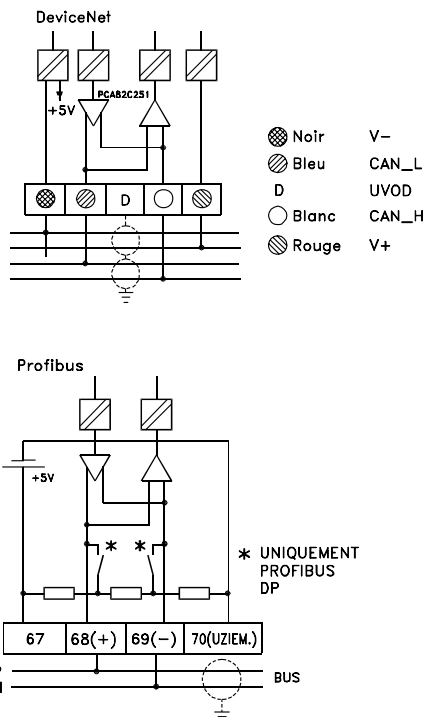 DeviceNet
PCA82C251
+5V
Noir V-
Bleu CAN_L
D UVOD
Blanc CAN_H
Rouge V+
D
Profibus
+5V
* *
* UNIQUEMENT
PROFIBUS
DP
67 68(+) 69(-) 70(UZIEM.)
BUS